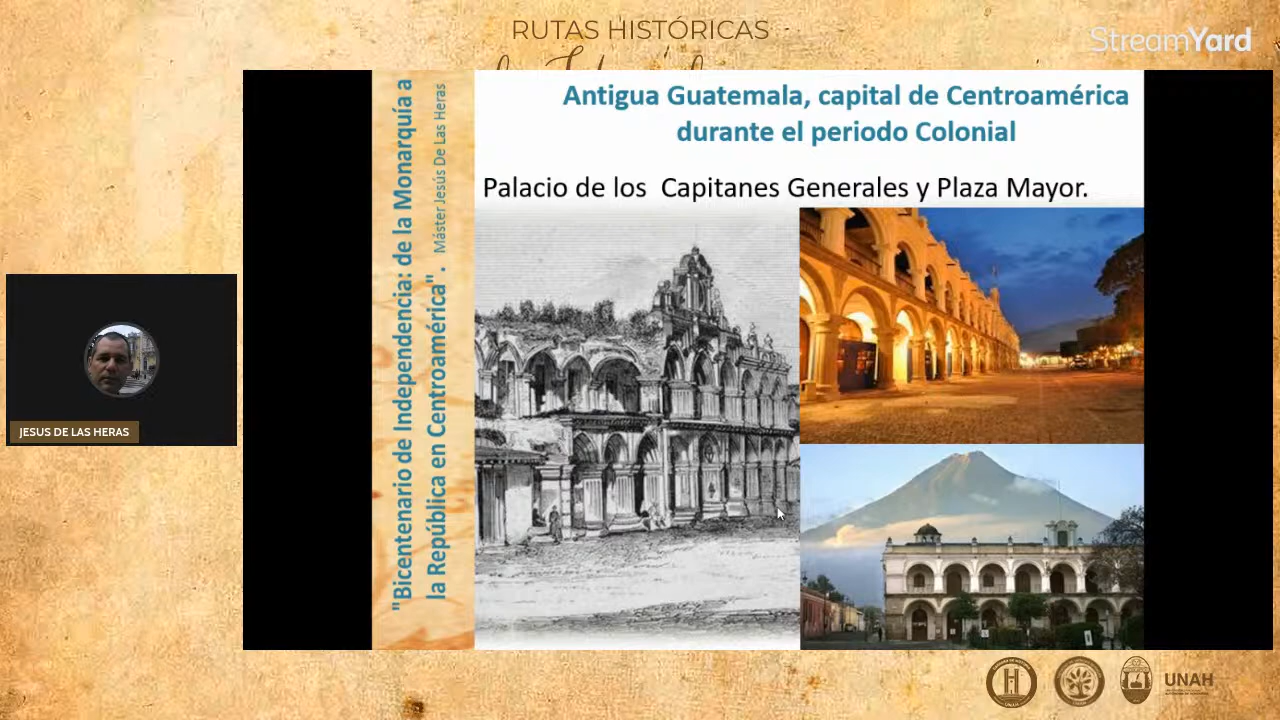 RUTAS HISTÓRICAS
StreamYard
Antigua Guatemala, capital de Centroamérica
durante el periodo Colonial
Palacio de los Capitanes Generales y Plaza Mayor.
"Bicentenario de Independencia: de la Monarquía a
la República en Centroamérica". Máster Jesús De Las Heras
JESUS DE LAS HERAS
UNAH